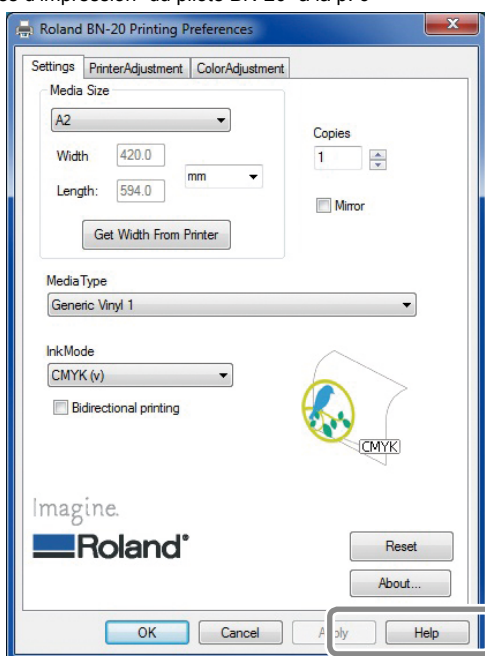 Roland BN-20 Printing Preferences
Settings PrinterAdjustment ColorAdjustment
Media Size
A2
Width 420.0
Length: 594.0
mm
Get Width From Printer
Copies
1
Mirror
MediaType
Generic Vinyl 1
InkMode
CMYK (v)
Bidirectional printing
CMYK
Imagine.
Roland
Reset
About...
OK Cancel Help